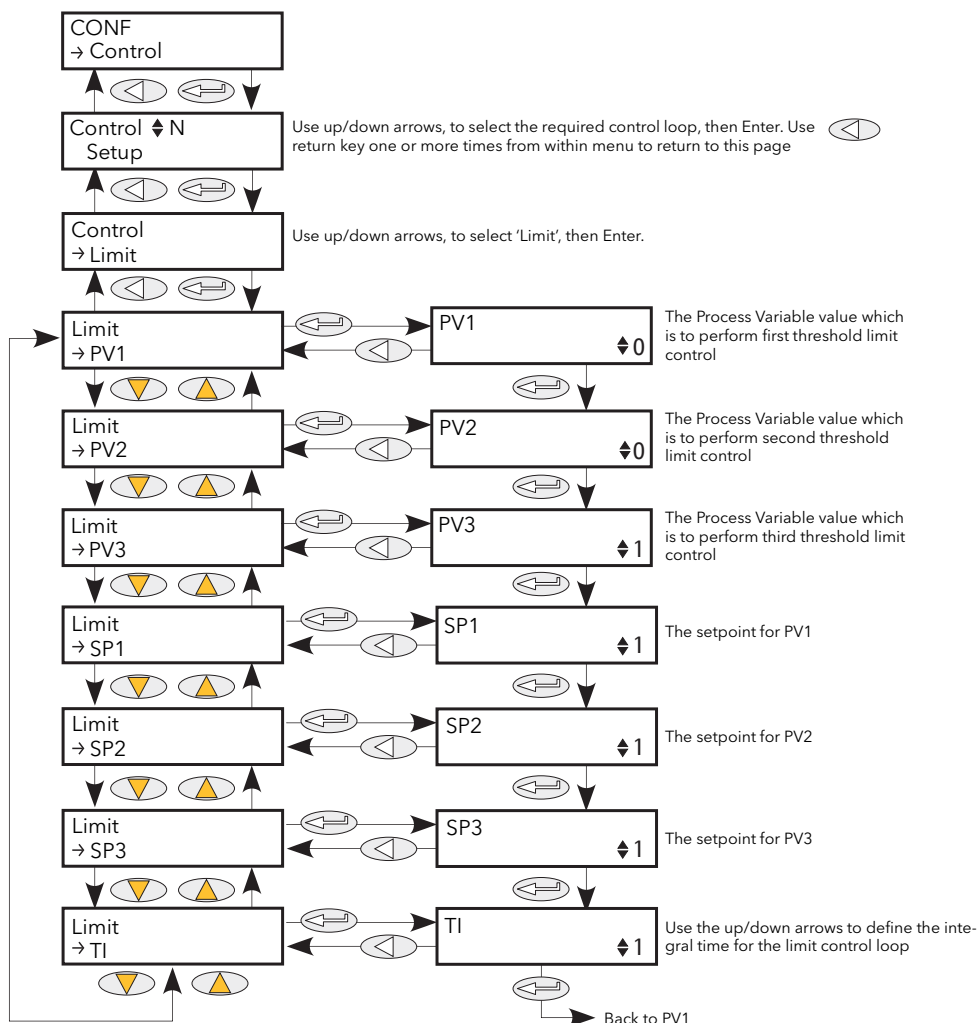 CONF
→ Control
Control ♦ N
Setup
Use up/down arrows, to select the required control loop, then Enter. Use
return key one or more times from within menu to return to this page
Control
→ Limit
Use up/down arrows, to select ‘Limit’, then Enter.
Limit
→ PV1
PV1
♦0
The Process Variable value which
is to perform first threshold limit
control
Limit
→ PV2
PV2
♦0
The Process Variable value which
is to perform second threshold
limit control
Limit
→ PV3
PV3
♦1
The Process Variable value which
is to perform third threshold limit
control
Limit
→ SP1
SP1
♦1
The setpoint for PV1
Limit
→ SP2
SP2
♦1
The setpoint for PV2
Limit
→ SP3
SP3
♦1
The setpoint for PV3
Limit
→ TI
TI
♦1
Use the up/down arrows to define the inte-
gral time for the limit control loop
Back to PV1